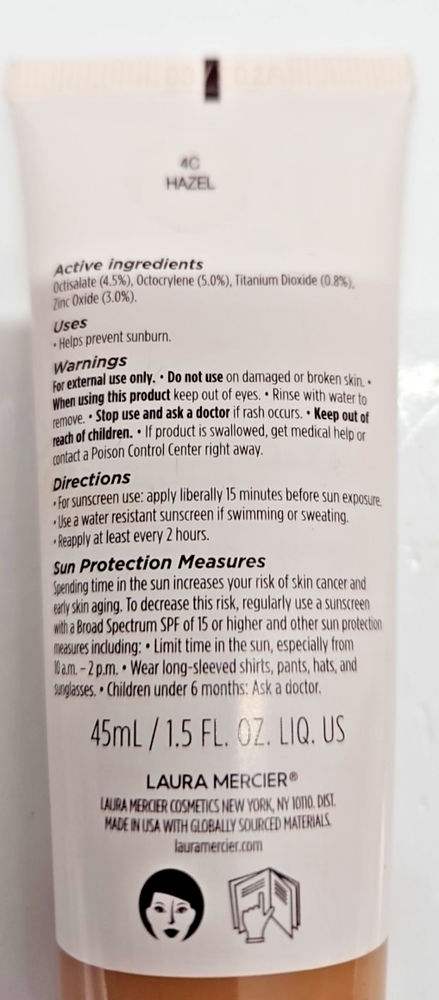 4C
HAZEL
Active ingredients
Octisalate (4.5%), Octocrylene (5.0%), Titanium Dioxide (0.8%),
Zinc Oxide (3.0%).
Uses
• Helps prevent sunburn.
Warnings
For external use only. • Do not use on damaged or broken skin. •
When using this product keep out of eyes. • Rinse with water to
remove. • Stop use and ask a doctor if rash occurs. • Keep out of
reach of children. • If product is swallowed, get medical help or
contact a Poison Control Center right away.
Directions
• For sunscreen use: apply liberally 15 minutes before sun exposure.
• Use a water resistant sunscreen if swimming or sweating.
• Reapply at least every 2 hours.
Sun Protection Measures
Spending time in the sun increases your risk of skin cancer and
early skin aging. To decrease this risk, regularly use a sunscreen
with a Broad Spectrum SPF of 15 or higher and other sun protection
measures including: • Limit time in the sun, especially from
10 a.m. – 2 p.m. • Wear long-sleeved shirts, pants, hats, and
sunglasses. • Children under 6 months: Ask a doctor.
45mL / 1.5 FL. OZ. LIQ. US
LAURA MERCIER®
LAURA MERCIER COSMETICS NEW YORK, NY 10110. DIST.
MADE IN USA WITH GLOBALLY SOURCED MATERIALS.
lauramercier.com